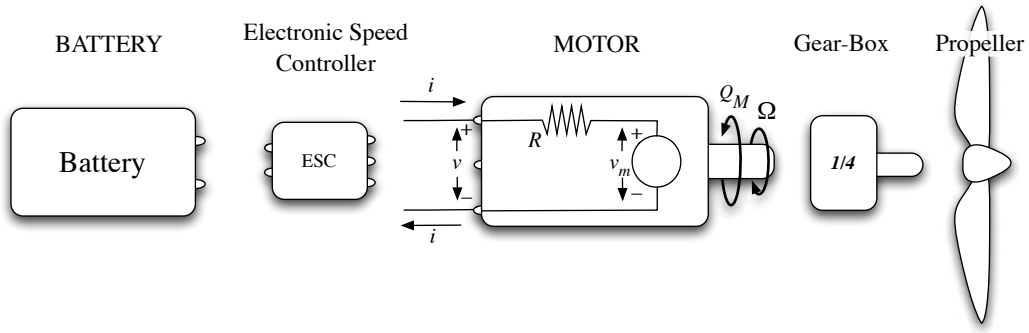 BATTERY
Electronic Speed
Controller
MOTOR
Gear-Box
Propeller
Battery
ESC
i
v
+
−
R
v_m
+
−
i
Q_M
Ω
1/4